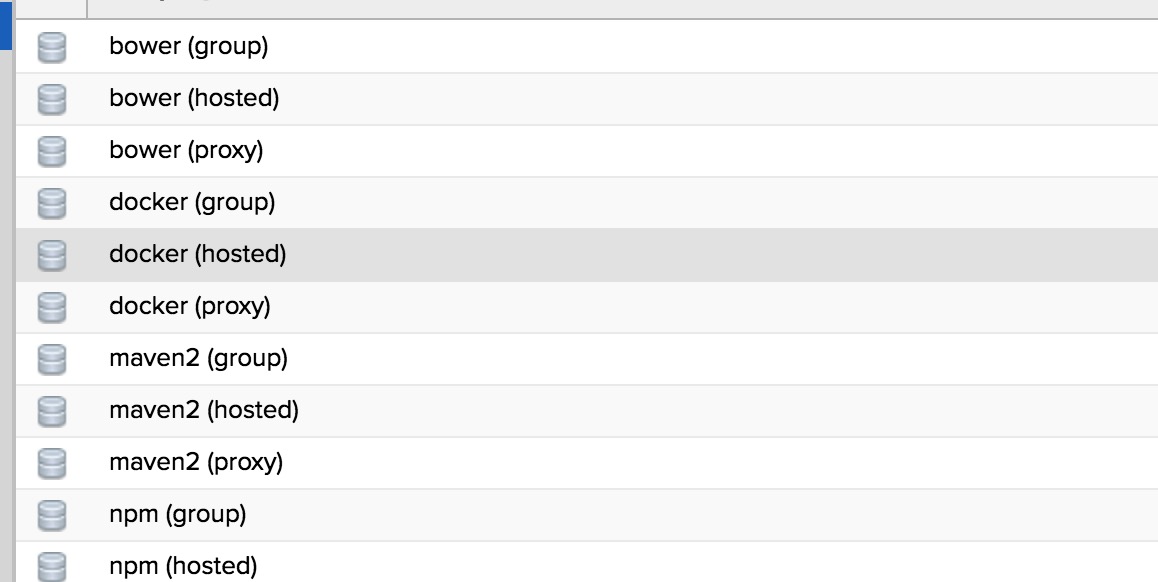 bower (group)
bower (hosted)
bower (proxy)
docker (group)
docker (hosted)
docker (proxy)
maven2 (group)
maven2 (hosted)
maven2 (proxy)
npm (group)
npm (hosted)